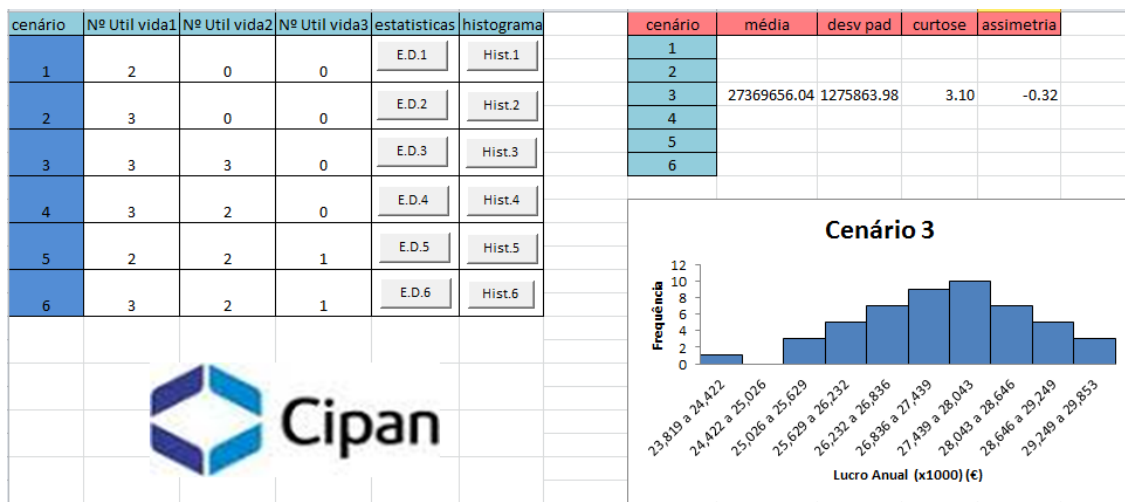 cenário Nº Util vida1 Nº Util vida2 Nº Util vida3 estatisticas histograma
1 2 0 0 E.D.1 Hist.1
2 3 0 0 E.D.2 Hist.2
3 3 3 0 E.D.3 Hist.3
4 3 2 0 E.D.4 Hist.4
5 2 2 1 E.D.5 Hist.5
6 3 2 1 E.D.6 Hist.6
Cipan
cenário média desv pad curtose assimetria
1
2
3 27369656.04 1275863.98 3.10 -0.32
4
5
6
Cenário 3
Frequência
12
10
8
6
4
2
0
23,819 a 24,422
24,422 a 25,026
25,026 a 25,629
25,629 a 26,232
26,232 a 26,836
26,836 a 27,439
27,439 a 28,043
28,043 a 28,646
28,646 a 29,249
29,249 a 29,853
Lucro Anual (x1000) (€)